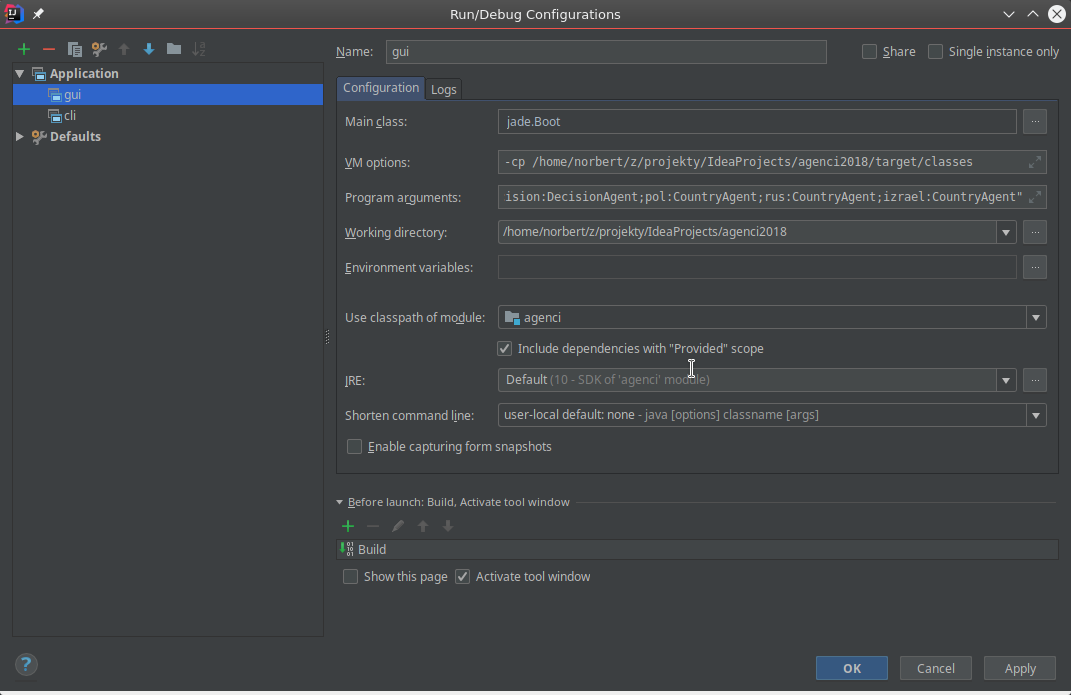 Run/Debug Configurations
Application
gui
cli
Defaults
Name: gui
Share
Single instance only
Configuration
Logs
Main class: jade.Boot ...
VM options: -cp /home/norbert/z/projekty/IdeaProjects/agenci2018/target/classes
Program arguments: ision:DecisionAgent;pol:CountryAgent;rus:CountryAgent;izrael:CountryAgent"
Working directory: /home/norbert/z/projekty/IdeaProjects/agenci2018 ...
Environment variables: ...
Use classpath of module: agenci
Include dependencies with "Provided" scope
JRE: Default (10 - SDK of 'agenci' module) ...
Shorten command line: user-local default: none - java [options] classname [args]
Enable capturing form snapshots
Before launch: Build, Activate tool window
Build
Show this page
Activate tool window
?
OK
Cancel
Apply